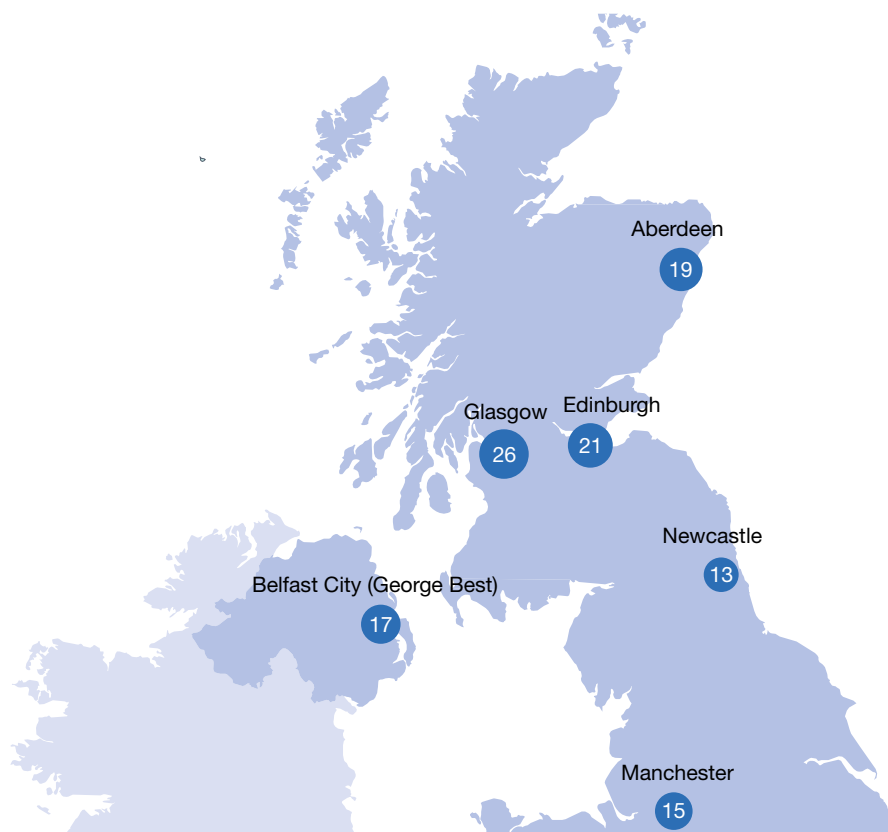 Aberdeen
19
Glasgow
26
Edinburgh
21
Newcastle
13
Belfast City (George Best)
17
Manchester
15